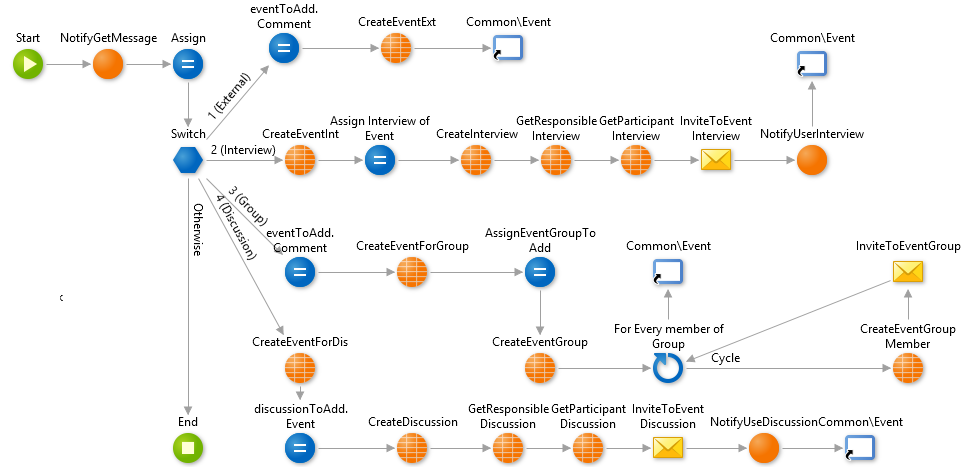 Start
NotifyGetMessage
Assign
eventToAdd.
Comment
CreateEventExt
Common\Event
Common\Event
1 (External)
Switch
2 (Interview)
CreateEventInt
Assign Interview of
Event
CreateInterview
GetResponsible
Interview
GetParticipant
Interview
InviteToEvent
Interview
NotifyUserInterview
3 (Group)
4 (Discussion)
Otherwise
eventToAdd.
Comment
CreateEventForGroup
AssignEventGroupTo
Add
Common\Event
InviteToEventGroup
c
CreateEventForDis
CreateEventGroup
For Every member of
Group
Cycle
CreateEventGroup
Member
End
discussionToAdd.
Event
CreateDiscussion
GetResponsible
Discussion
GetParticipant
Discussion
InviteToEvent
Discussion
NotifyUseDiscussion
Common\Event